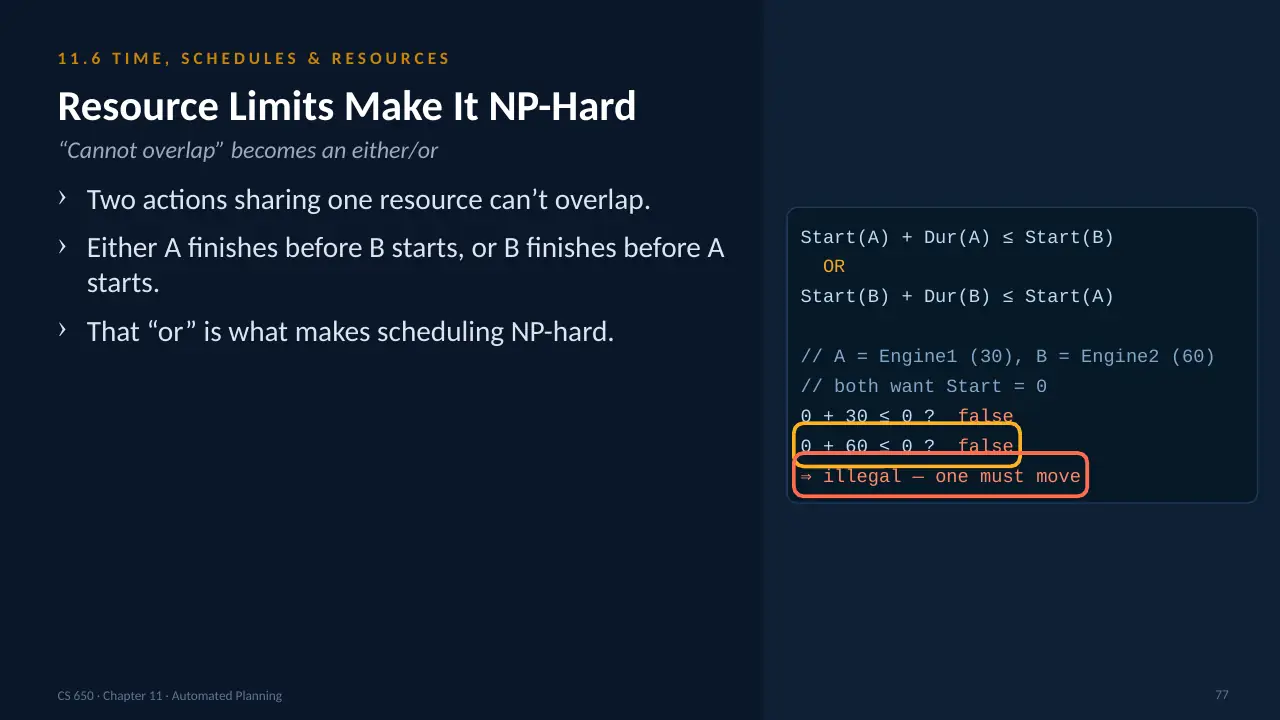 11.6 TIME, SCHEDULES & RESOURCES
Resource Limits Make It NP-Hard
“Cannot overlap” becomes an either/or
› Two actions sharing one resource can’t overlap.
› Either A finishes before B starts, or B finishes before A
starts.
› That “or” is what makes scheduling NP-hard.
Start(A) + Dur(A) ≤ Start(B)
OR
Start(B) + Dur(B) ≤ Start(A)
// A = Engine1 (30), B = Engine2 (60)
// both want Start = 0
0 + 30 ≤ 0 ? false
0 + 60 ≤ 0 ? false
⇒ illegal — one must move
CS 650 · Chapter 11 · Automated Planning
77